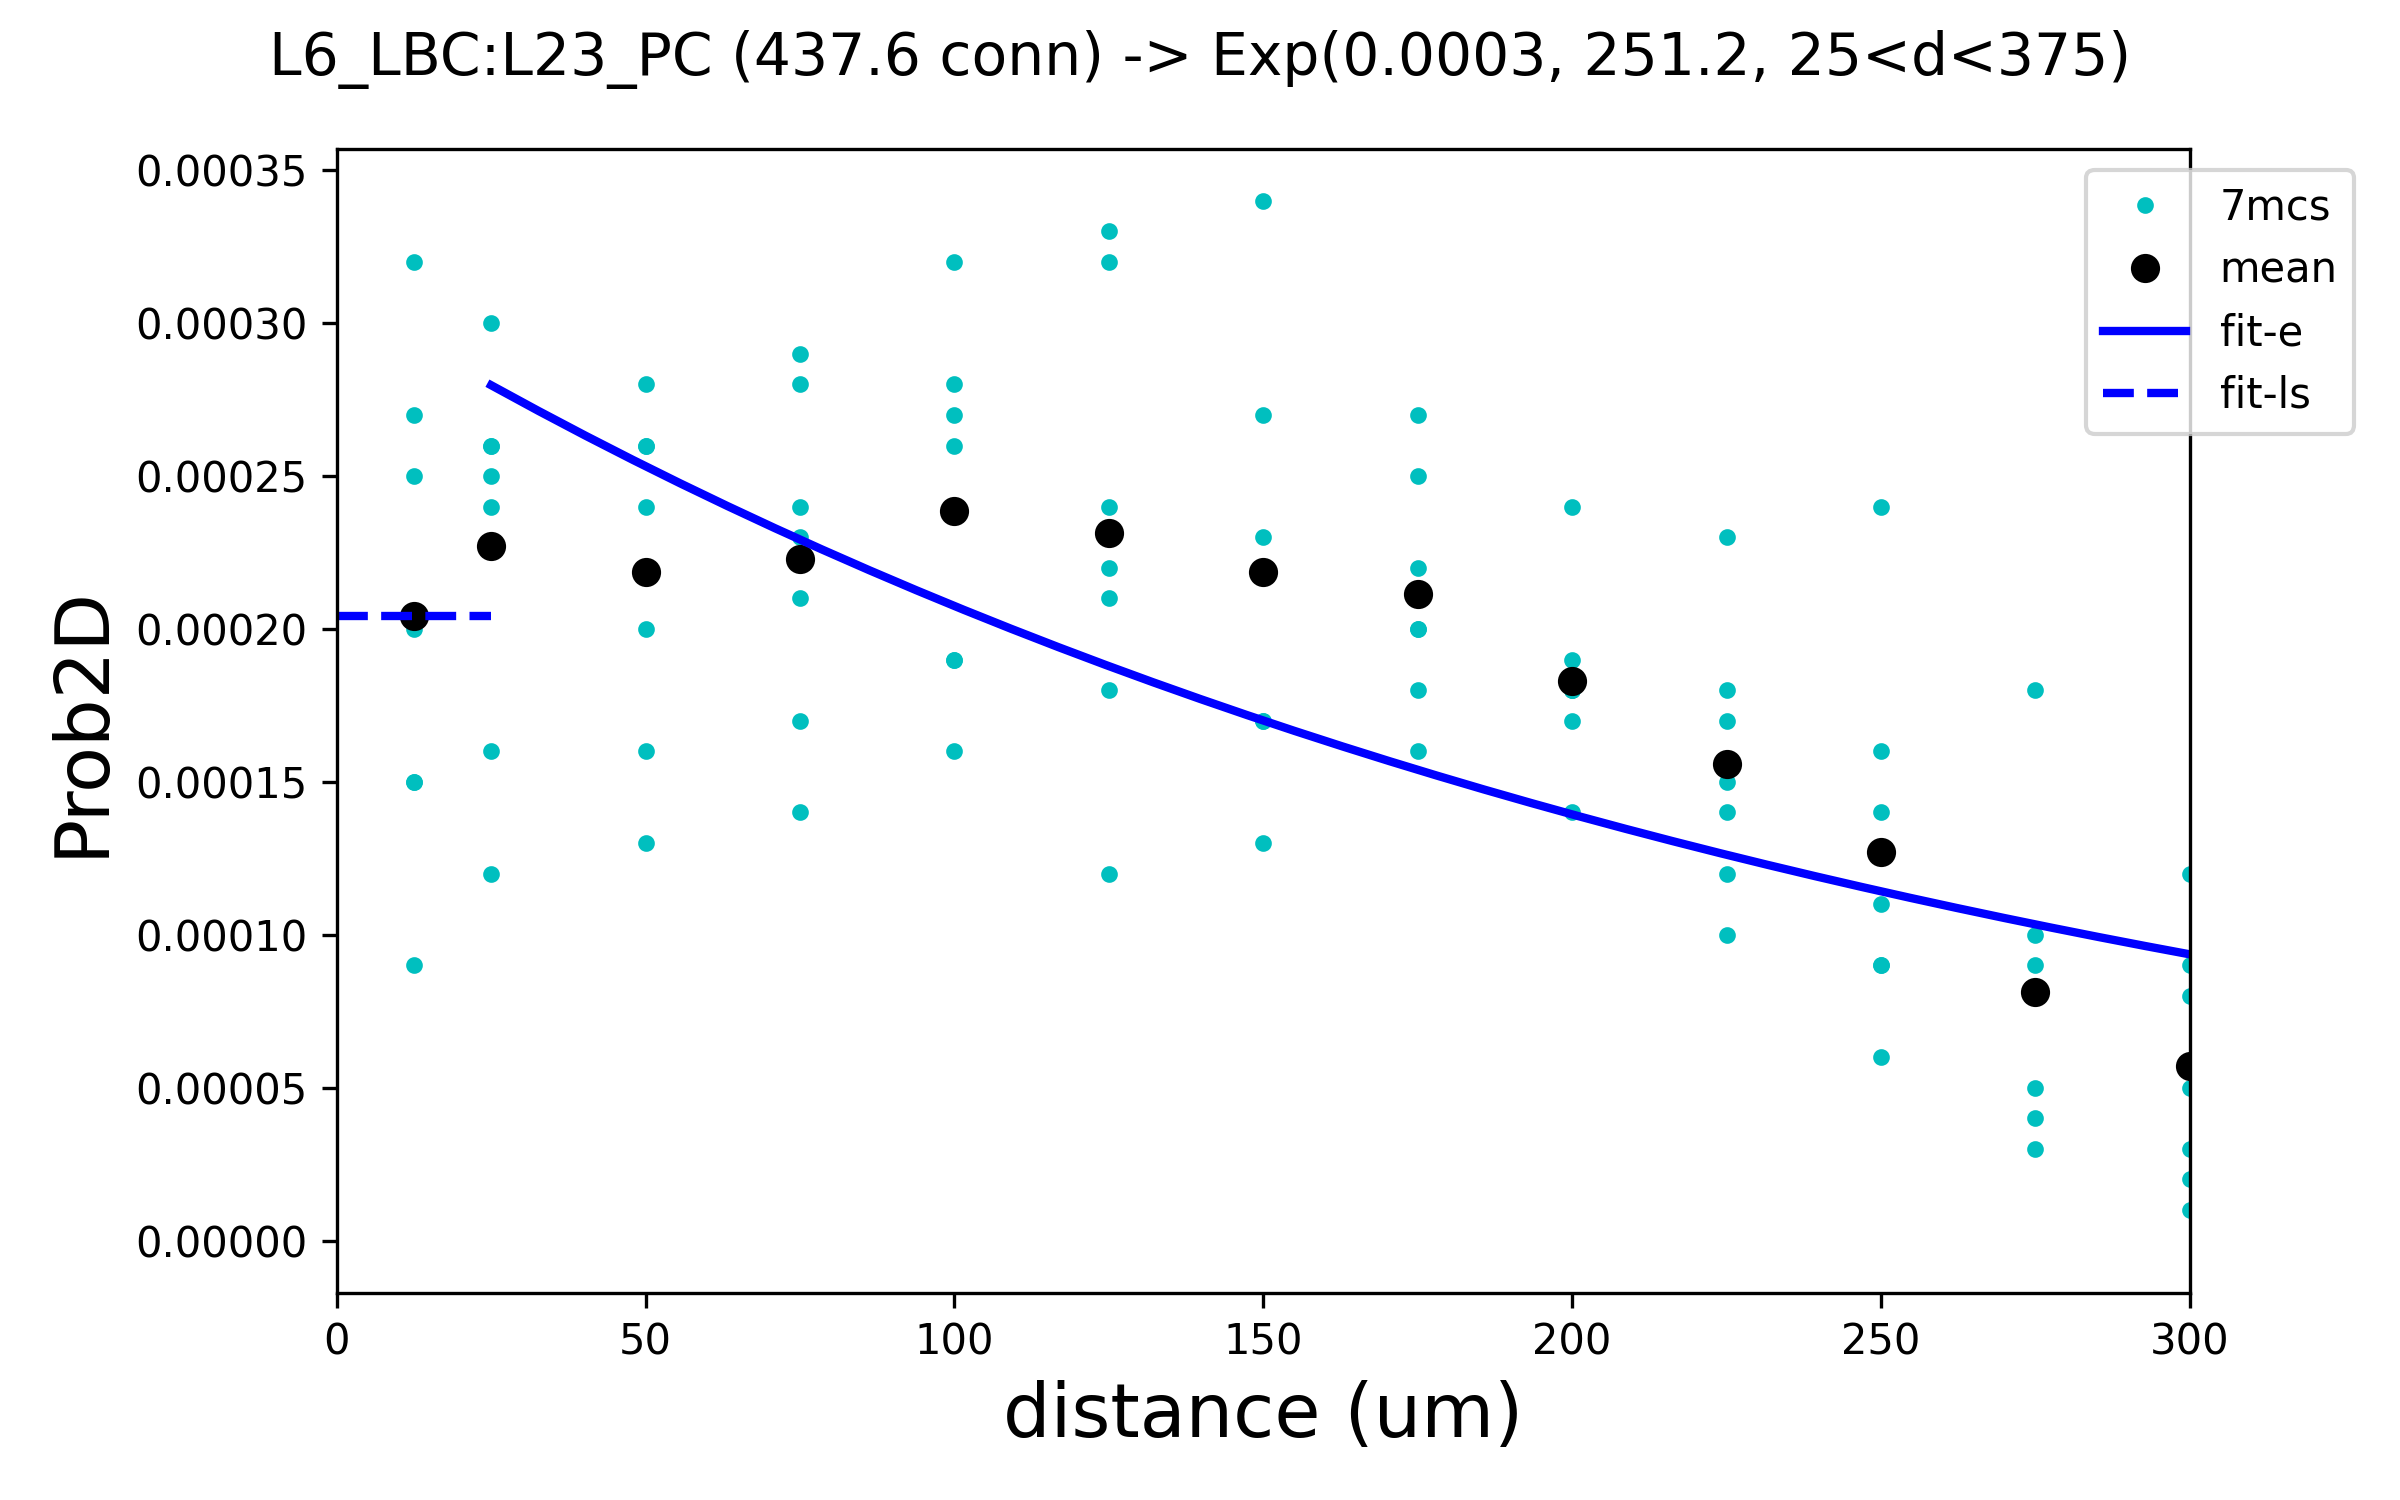 L6_LBC:L23_PC (437.6 conn) -> Exp(0.0003, 251.2, 25<d<375)
0.00035
0.00030
0.00025
0.00020
0.00015
0.00010
0.00005
0.00000
Prob2D
7mcs
mean
fit-e
fit-ls
0 50 100 150 200 250 300
distance (um)